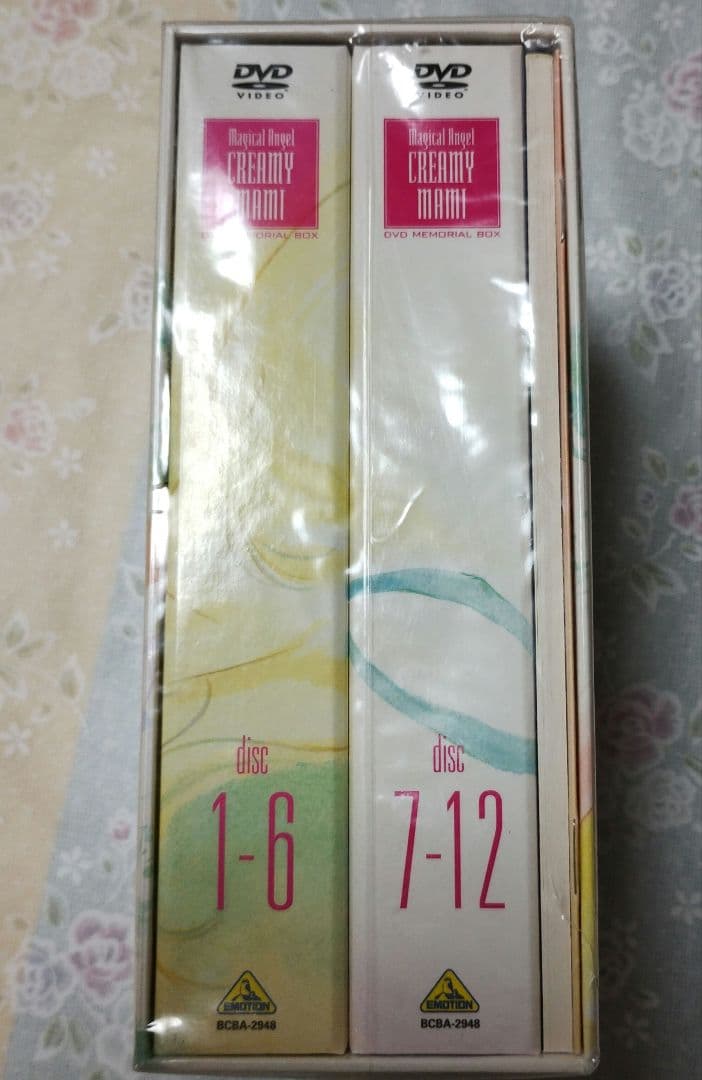 DVD
VIDEO
Magical Angel
CREAMY
MAMI
DVD MEMORIAL BOX
disc
1-6
EMOTION
BCBA-2948
DVD
VIDEO
Magical Angel
CREAMY
MAMI
DVD MEMORIAL BOX
disc
7-12
EMOTION
BCBA-2948